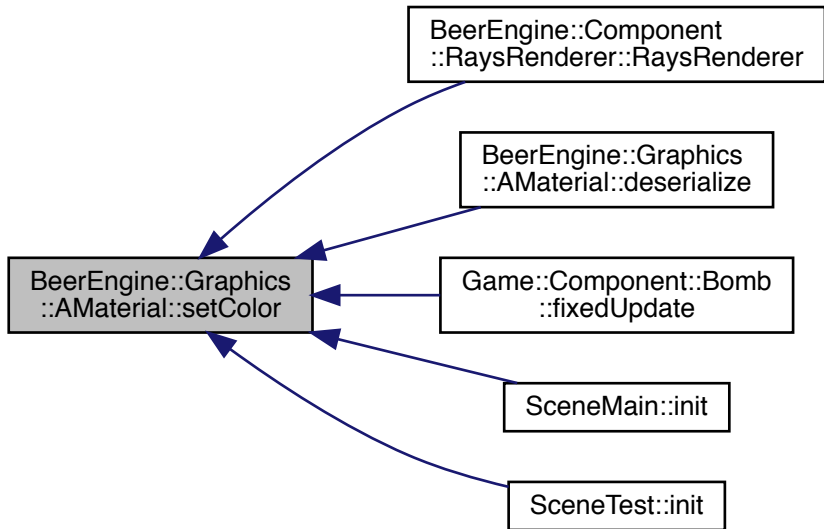 BeerEngine::Component
::RaysRenderer::RaysRenderer
BeerEngine::Graphics
::AMaterial::deserialize
BeerEngine::Graphics
::AMaterial::setColor
Game::Component::Bomb
::fixedUpdate
SceneMain::init
SceneTest::init